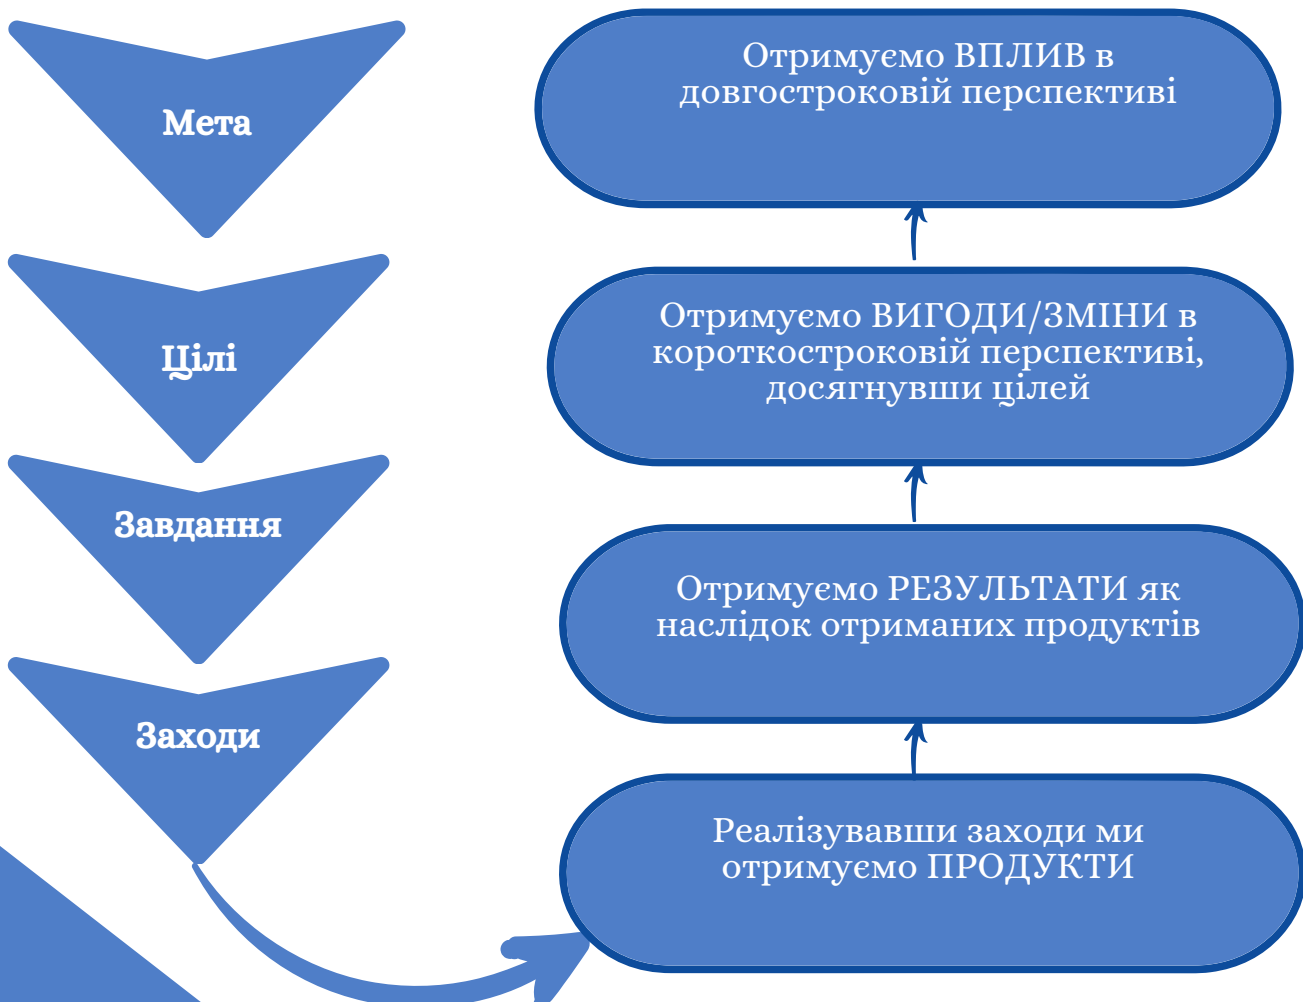 Мета
Цілі
Завдання
Заходи
Отримуємо ВПЛИВ в
довгостроковій перспективі
Отримуємо ВИГОДИ/ЗМІНИ в
короткостроковій перспективі,
досягнувши цілей
Отримуємо РЕЗУЛЬТАТИ як
наслідок отриманих продуктів
Реалізувавши заходи ми
отримуємо ПРОДУКТИ